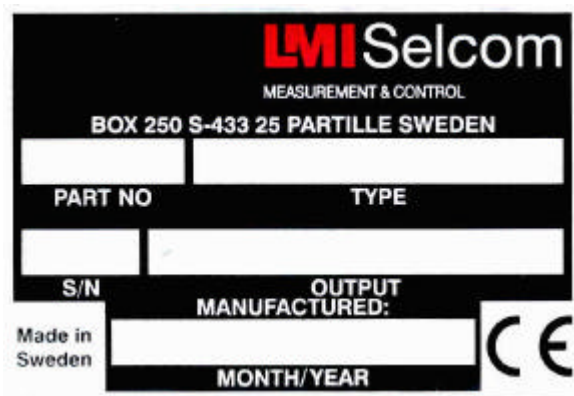 LMI Selcom
MEASUREMENT & CONTROL
BOX 250 S-433 25 PARTILLE SWEDEN
PART NO TYPE
S/N OUTPUT
MANUFACTURED:
Made in
Sweden
CE
MONTH/YEAR